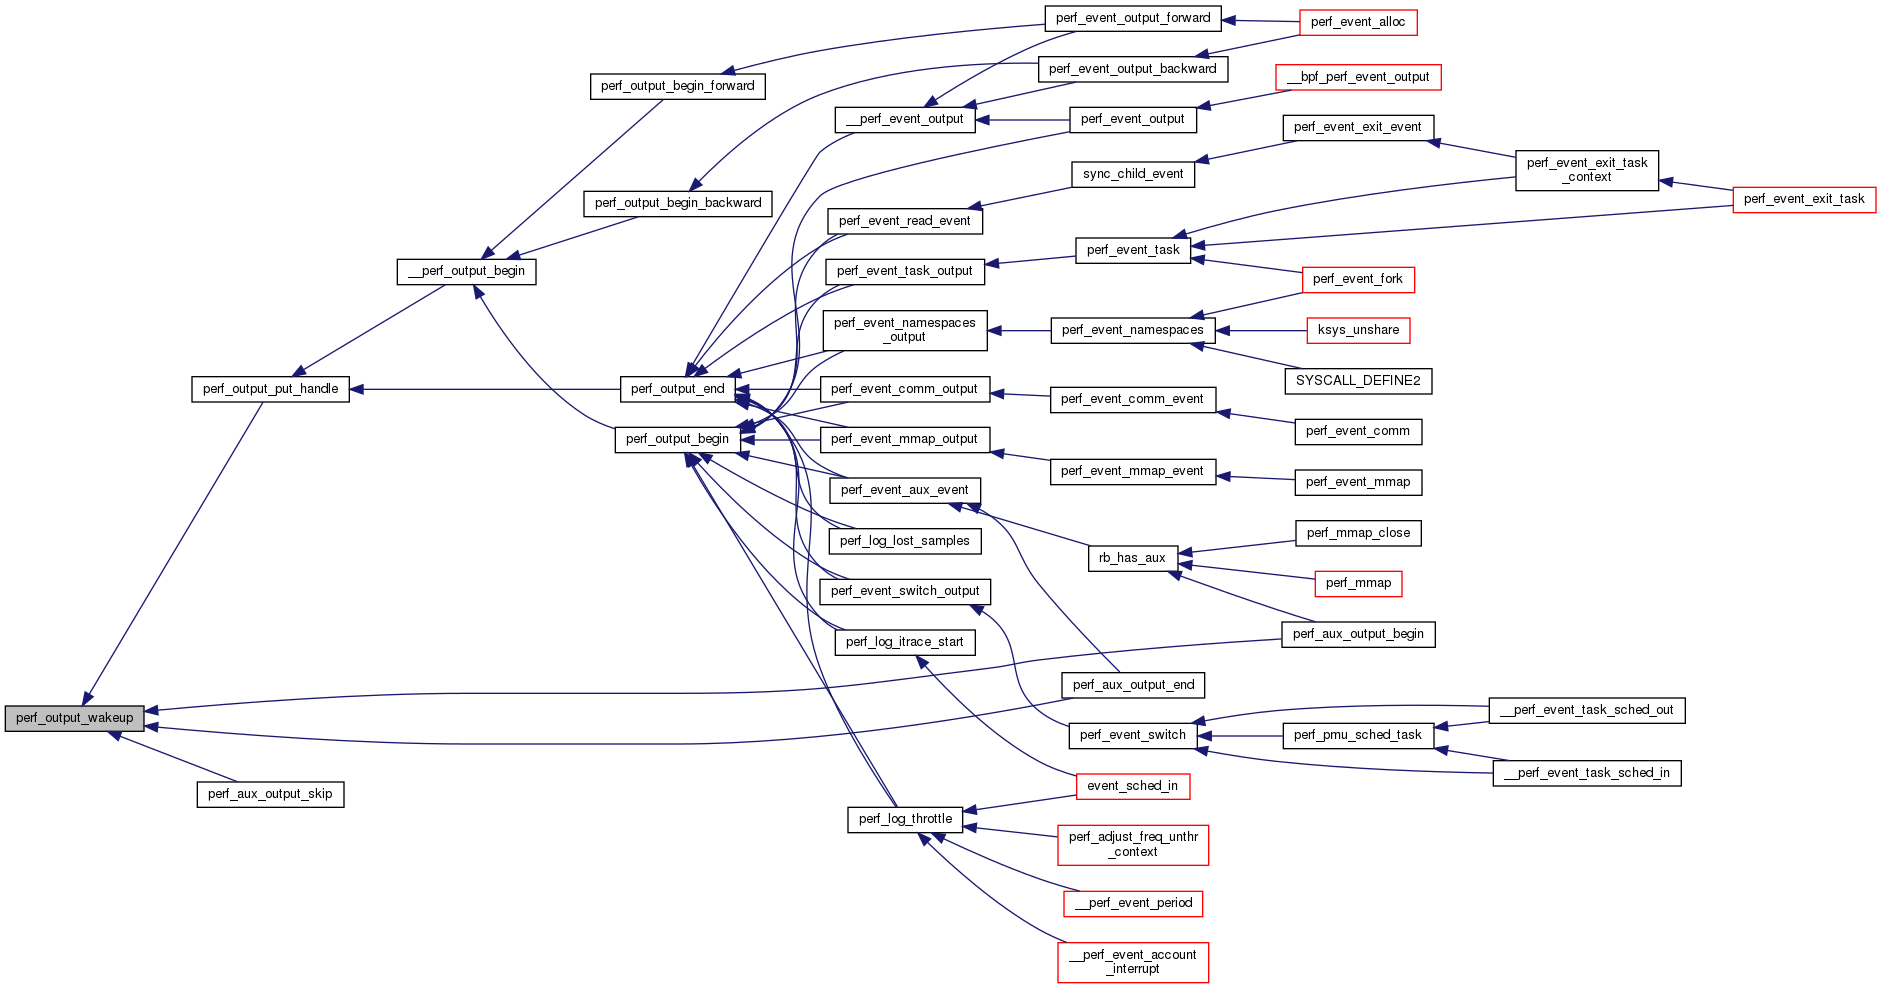 perf_output_wakeup
perf_output_put_handle
perf_aux_output_skip
__perf_output_begin
perf_output_begin_forward
perf_output_begin_backward
perf_output_end
perf_output_begin
__perf_event_output
perf_event_read_event
perf_event_task_output
perf_event_namespaces
_output
perf_event_comm_output
perf_event_mmap_output
perf_event_aux_event
perf_log_lost_samples
perf_event_switch_output
perf_log_itrace_start
perf_log_throttle
perf_event_output_forward
perf_event_output_backward
perf_event_output
sync_child_event
perf_event_task
perf_event_namespaces
perf_event_comm_event
perf_event_mmap_event
rb_has_aux
perf_aux_output_end
perf_event_switch
event_sched_in
perf_adjust_freq_unthr
_context
__perf_event_period
__perf_event_account
_interrupt
perf_event_alloc
__bpf_perf_event_output
perf_event_exit_event
perf_event_fork
ksys_unshare
SYSCALL_DEFINE2
perf_event_comm
perf_event_mmap
perf_mmap_close
perf_mmap
perf_aux_output_begin
perf_pmu_sched_task
perf_event_exit_task
_context
__perf_event_task_sched_out
__perf_event_task_sched_in
perf_event_exit_task